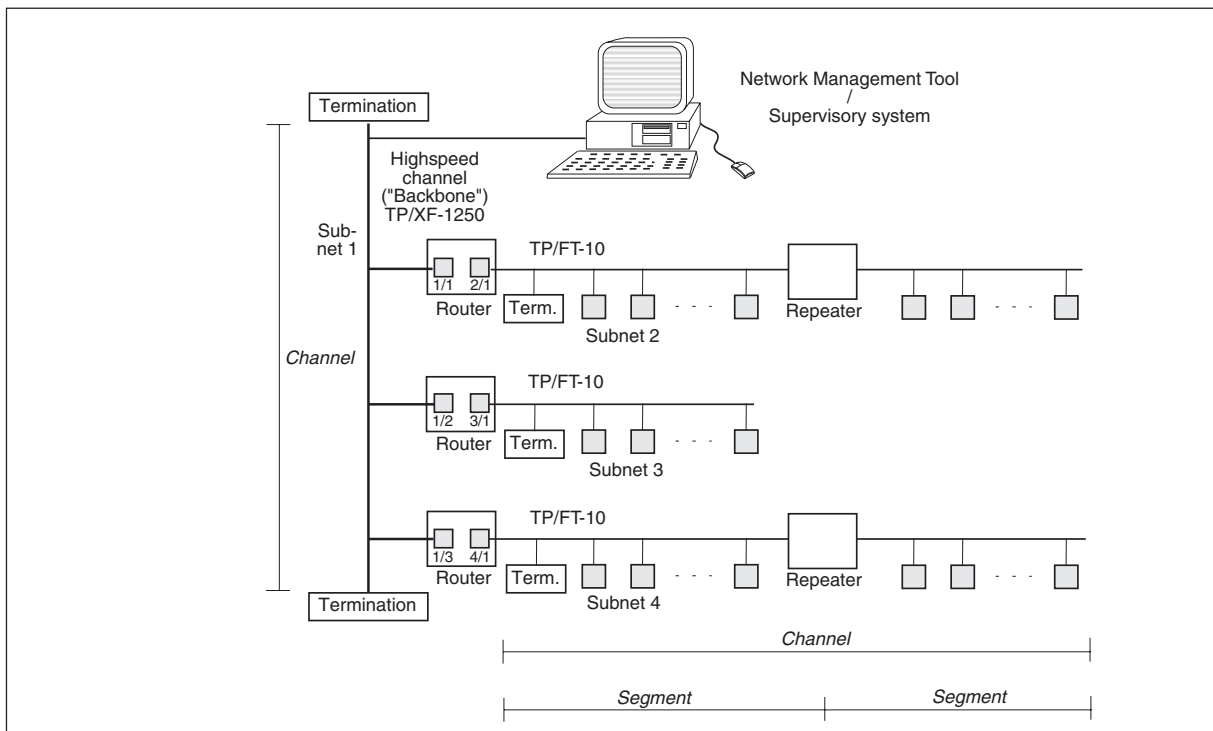 Termination
Network Management Tool
/
Supervisory system
Highspeed
channel
("Backbone")
TP/XF-1250
Sub-
net 1
Channel
TP/FT-10
1/1 2/1
Router
Term.
Subnet 2
Repeater
TP/FT-10
1/2 3/1
Router
Term.
Subnet 3
TP/FT-10
1/3 4/1
Router
Term.
Subnet 4
Repeater
Termination
Channel
Segment Segment